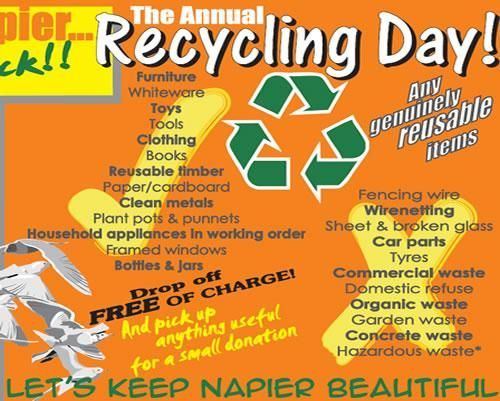 pier...
ck!!
The Annual
Recycling Day!
Any
genuinely
reusable
items
Furniture
Whiteware
Toys
Tools
Clothing
Books
Reusable timber
Paper/cardboard
Clean metals
Plant pots & punnets
Household appliances in working order
Framed windows
Bottles & jars
Fencing wire
Wirenetting
Sheet & broken glass
Car parts
Tyres
Commercial waste
Domestic refuse
Organic waste
Garden waste
Concrete waste
Hazardous waste*
Drop off
FREE OF CHARGE!
And pick up
anything useful
for a small donation
LET'S KEEP NAPIER BEAUTIFUL